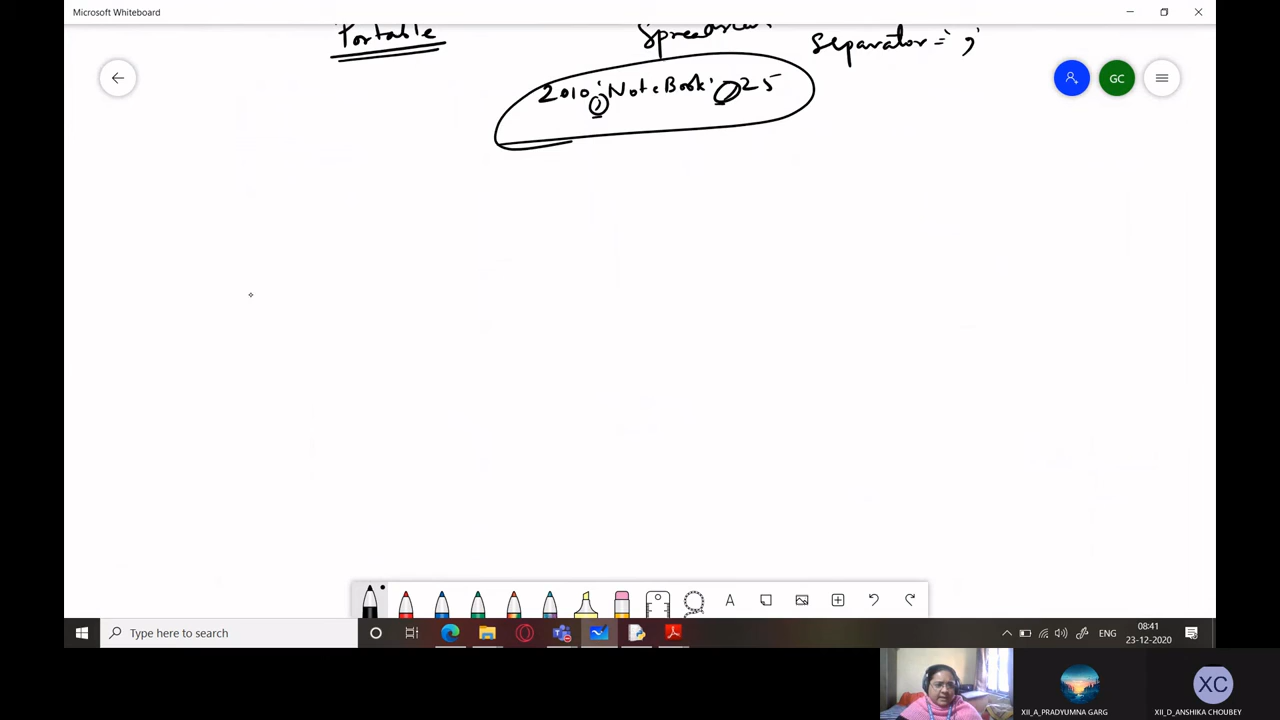 Microsoft Whiteboard
Portable
separator = ' ,'
2010,'NoteBook',25
GC
A
Type here to search
ENG
08:41
23-12-2020
XC
XII_A_PRADYUMNA GARG
XII_D_ANSHIKA CHOUBEY